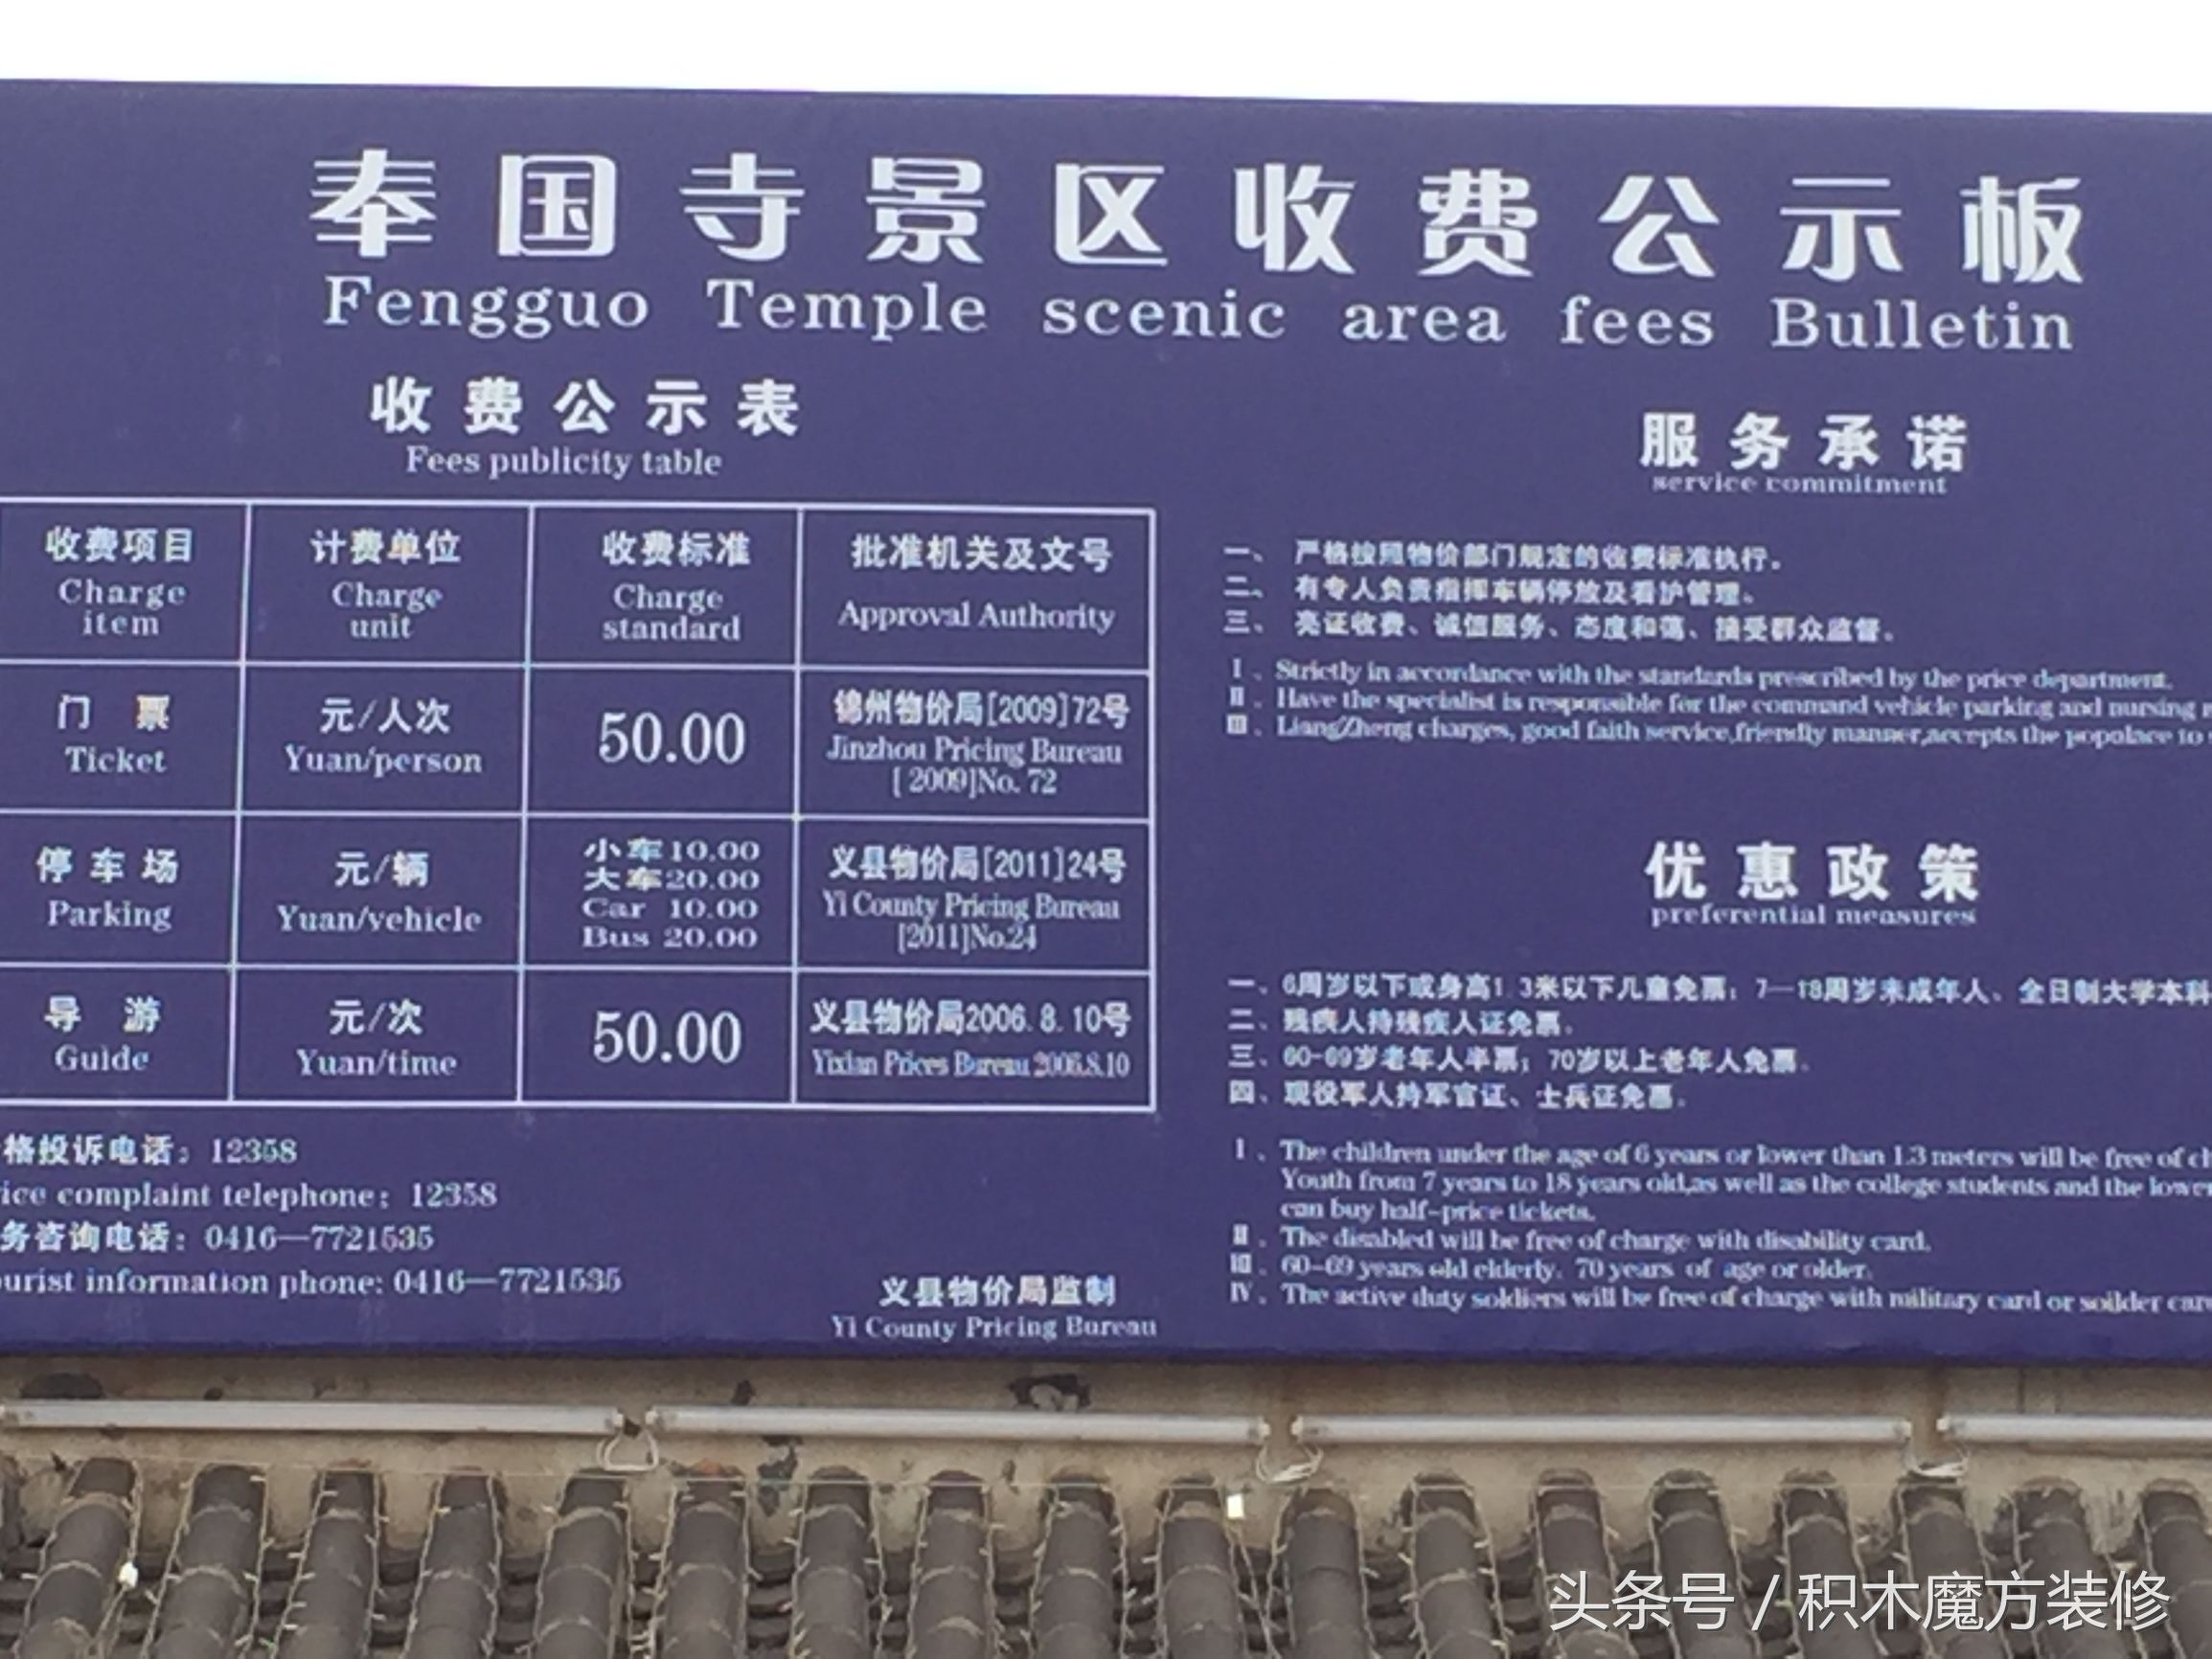 奉国寺景区收费公示板
Fengguo Temple scenic area fees Bulletin
收费公示表
Fees publicity table
收费项目 计费单位 收费标准 批准机关及文号
Charge item Charge unit Charge standard Approval Authority
门 票 元/人次 50.00 锦州物价局[2009]72号
Ticket Yuan/person Jinzhou Pricing Bureau
[2009]No. 72
停车场 元/辆 小车10.00 义县物价局[2011]24号
大车20.00
Parking Yuan/vehicle Car 10.00 Yi County Pricing Bureau
Bus 20.00 [2011]No.24
导 游 元/次 50.00 义县物价局2006.8.10号
Guide Yuan/time Yixian Prices Bureau 2006.8.10
格投诉电话：12358
ice complaint telephone: 12358
务咨询电话：0416—7721535
urist information phone: 0416—7721535
义县物价局监制
Yi County Pricing Bureau
服务承诺
service commitment
一、严格按照物价部门规定的收费标准执行。
二、有专人负责指挥车辆停放及看护管理。
三、亮证收费、诚信服务、态度和蔼、接受群众监督。
Ⅰ、Strictly in accordance with the standards prescribed by the price department.
Ⅱ、Have the specialist is responsible for the command vehicle parking and nursing
Ⅲ、LiangZheng charges, good faith service,friendly manner,accepts the populace to
优惠政策
preferential measures
一、6周岁以下或身高1.3米以下儿童免票；7—18周岁未成年人、全日制大学本科
二、残疾人持残疾人证免票。
三、60-69岁老年人半票；70岁以上老年人免票。
四、现役军人持军官证、士兵证免票。
Ⅰ、The children under the age of 6 years or lower than 1.3 meters will be free of ch
Youth from 7 years to 18 years old,as well as the college students and the lower
can buy half-price tickets.
Ⅱ、The disabled will be free of charge with disability card.
Ⅲ、60-69 years old elderly, 70 years of age or older.
Ⅳ、The active duty soldiers will be free of charge with military card or soilder car
头条号 / 积木魔方装修